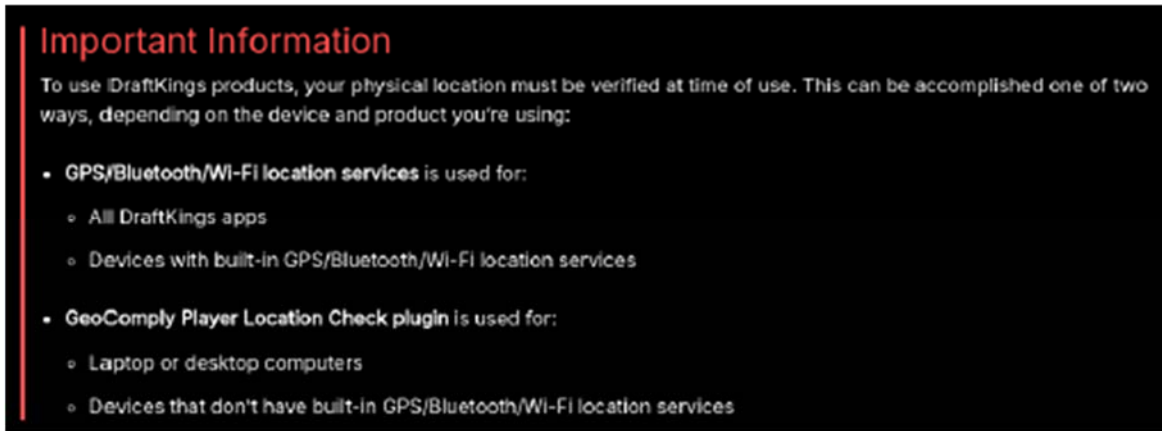 Important Information
To use DraftKings products, your physical location must be verified at time of use. This can be accomplished one of two
ways, depending on the device and product you're using:
• GPS/Bluetooth/Wi-Fi location services is used for:
◦ All DraftKings apps
◦ Devices with built-in GPS/Bluetooth/Wi-Fi location services
• GeoComply Player Location Check plugin is used for:
◦ Laptop or desktop computers
◦ Devices that don't have built-in GPS/Bluetooth/Wi-Fi location services